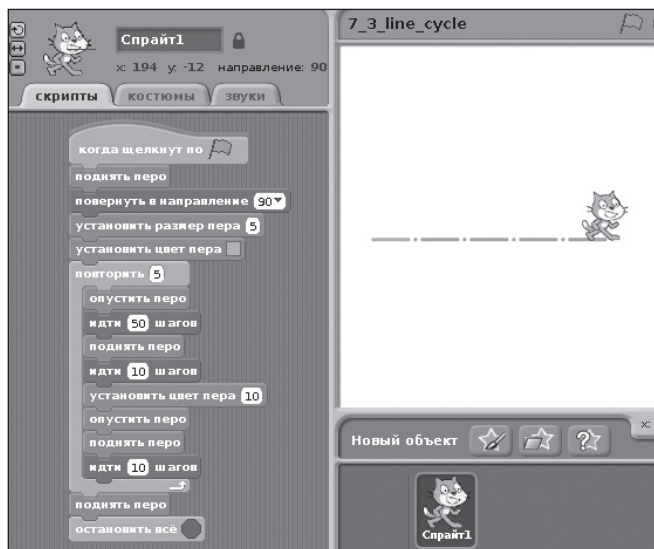 Спрайт1
x: 194 y: -12 направление: 90
скрипты костюмы звуки
когда щелкнут по
поднять перо
повернуть в направление 90
установить размер пера 5
установить цвет пера
повторить 5
опустить перо
идти 50 шагов
поднять перо
идти 10 шагов
установить цвет пера 10
опустить перо
поднять перо
идти 10 шагов
поднять перо
остановить всё
7_3_line_cycle
x:
Новый объект
Спрайт1